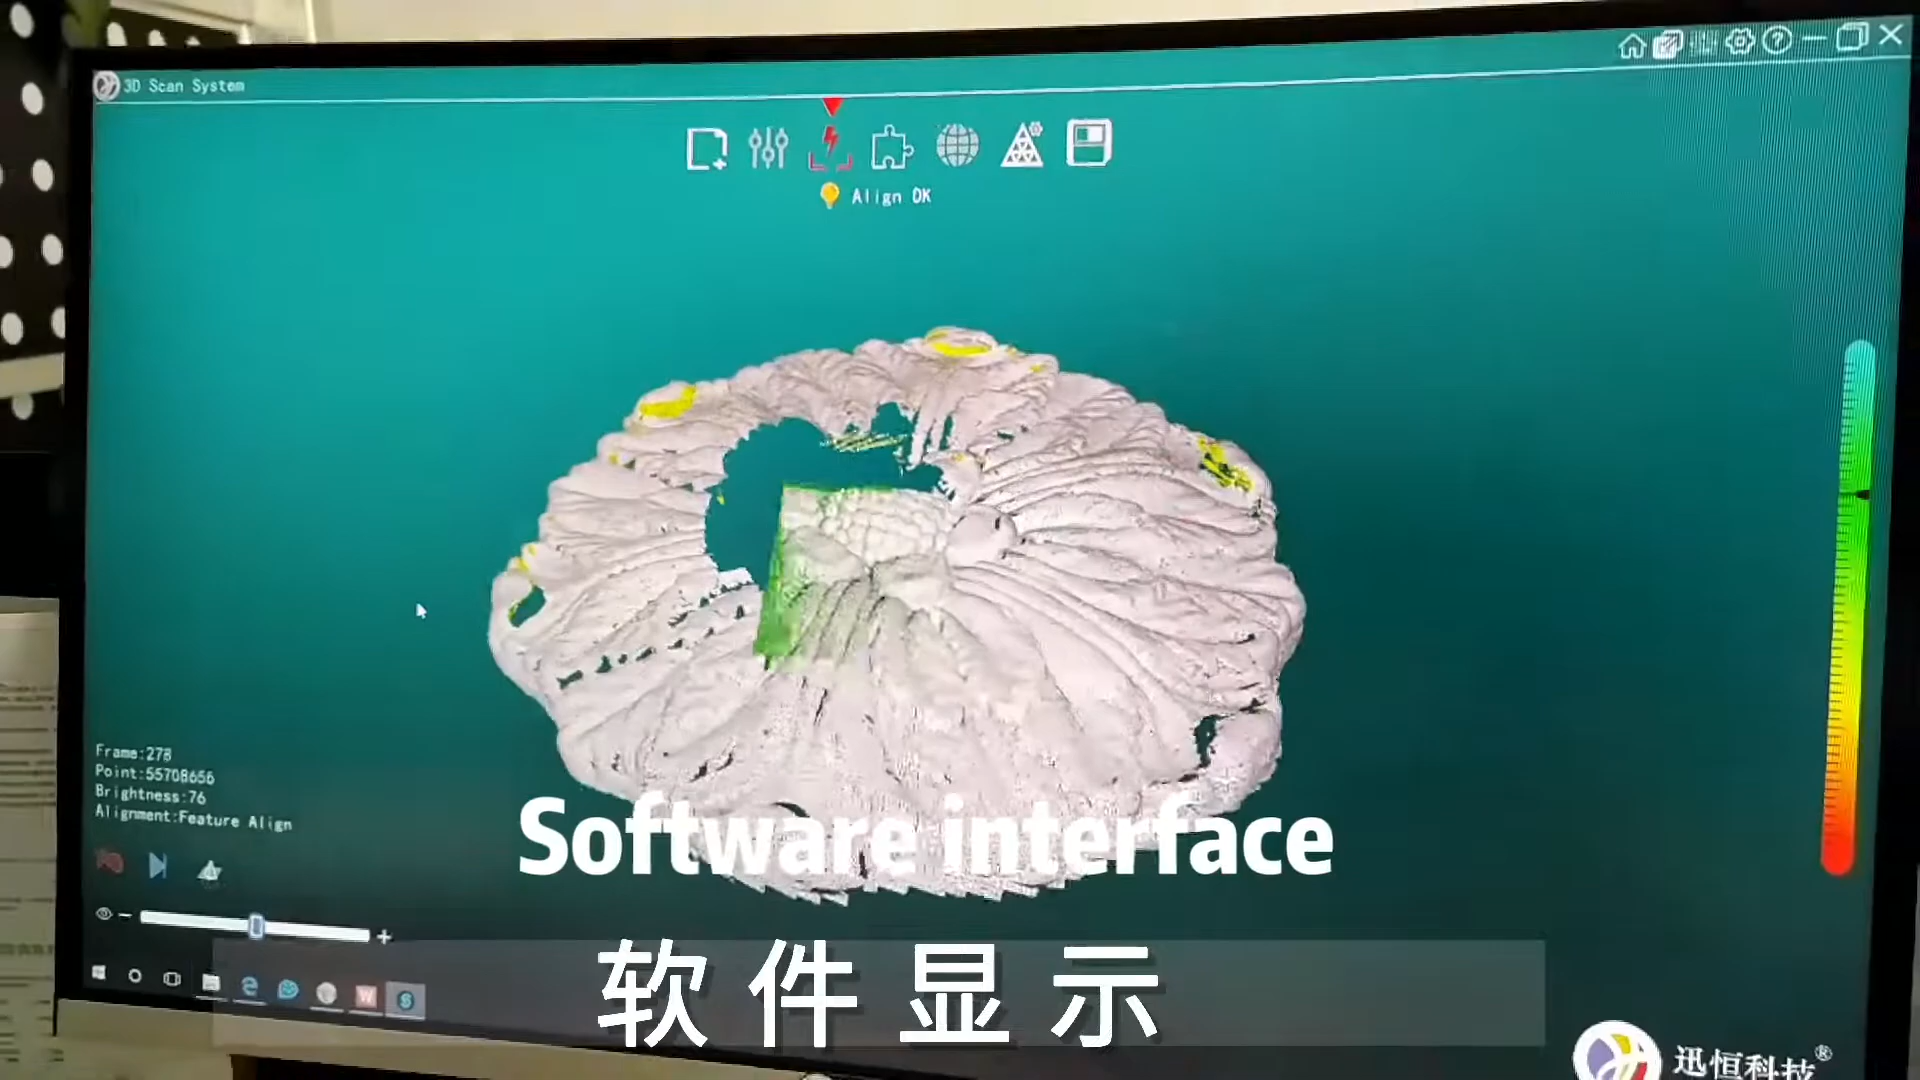 3D Scan System
Align OK
Frame:278
Point:55708656
Brightness:76
Alignment:Feature Align
Software interface
软件显示
迅恒科技®